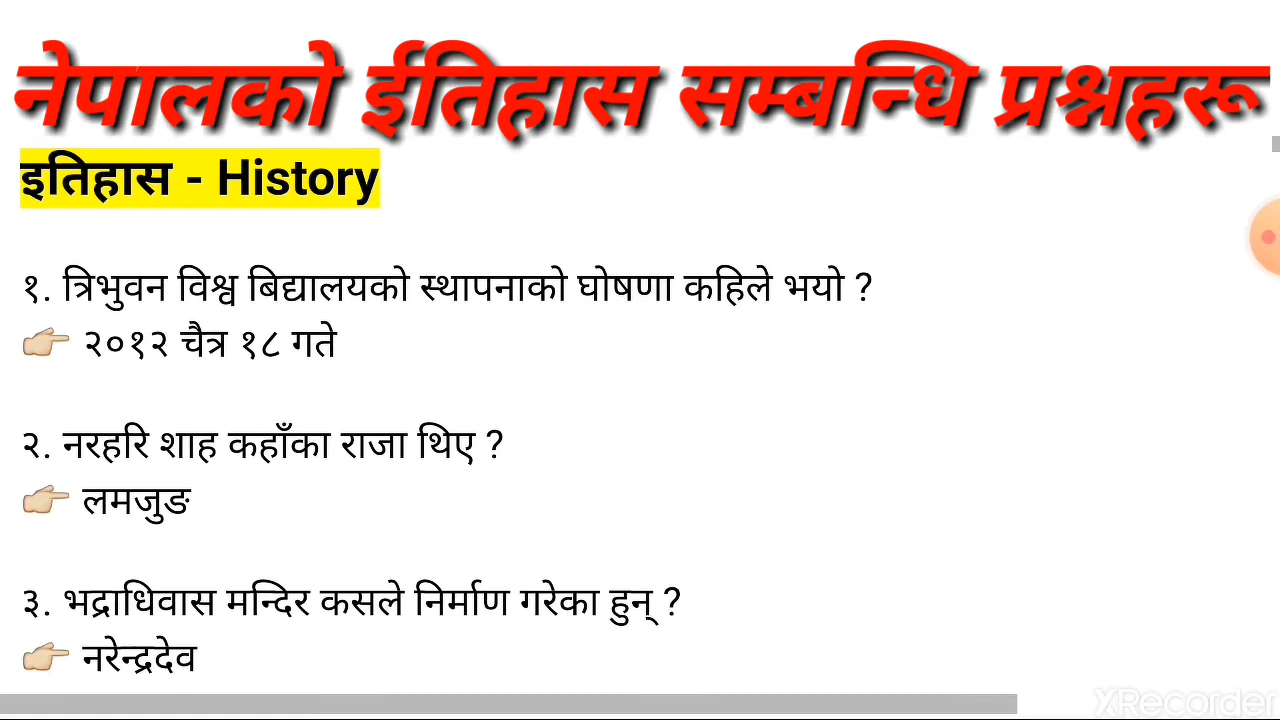 नेपालको ईतिहास सम्बन्धि प्रश्नहरू
इतिहास - History
१. त्रिभुवन विश्व बिद्यालयको स्थापनाको घोषणा कहिले भयो ?
👉 २०१२ चैत्र १८ गते
२. नरहरि शाह कहाँका राजा थिए ?
👉 लमजुङ
३. भद्राधिवास मन्दिर कसले निर्माण गरेका हुन् ?
👉 नरेन्द्रदेव
XRecorder